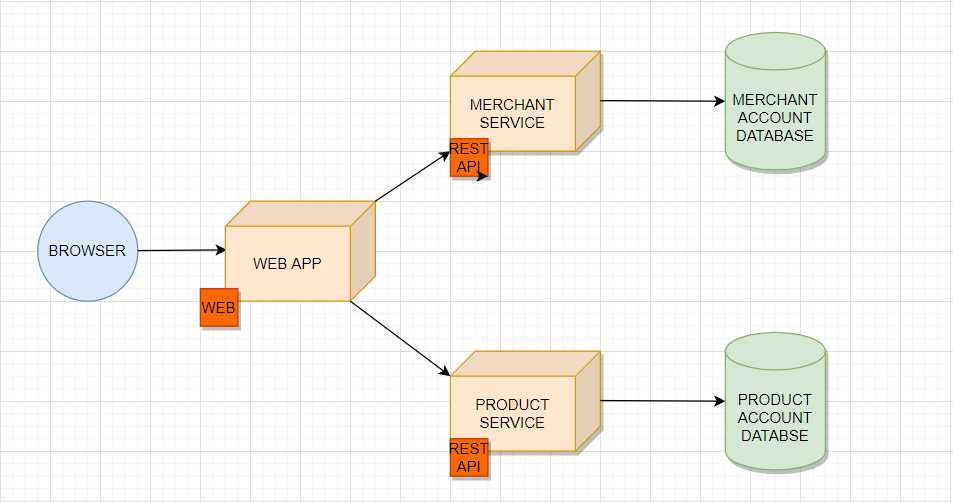 MERCHANT
SERVICE
REST
API
MERCHANT
ACCOUNT
DATABASE
BROWSER
WEB APP
WEB
PRODUCT
SERVICE
REST
API
PRODUCT
ACCOUNT
DATABSE